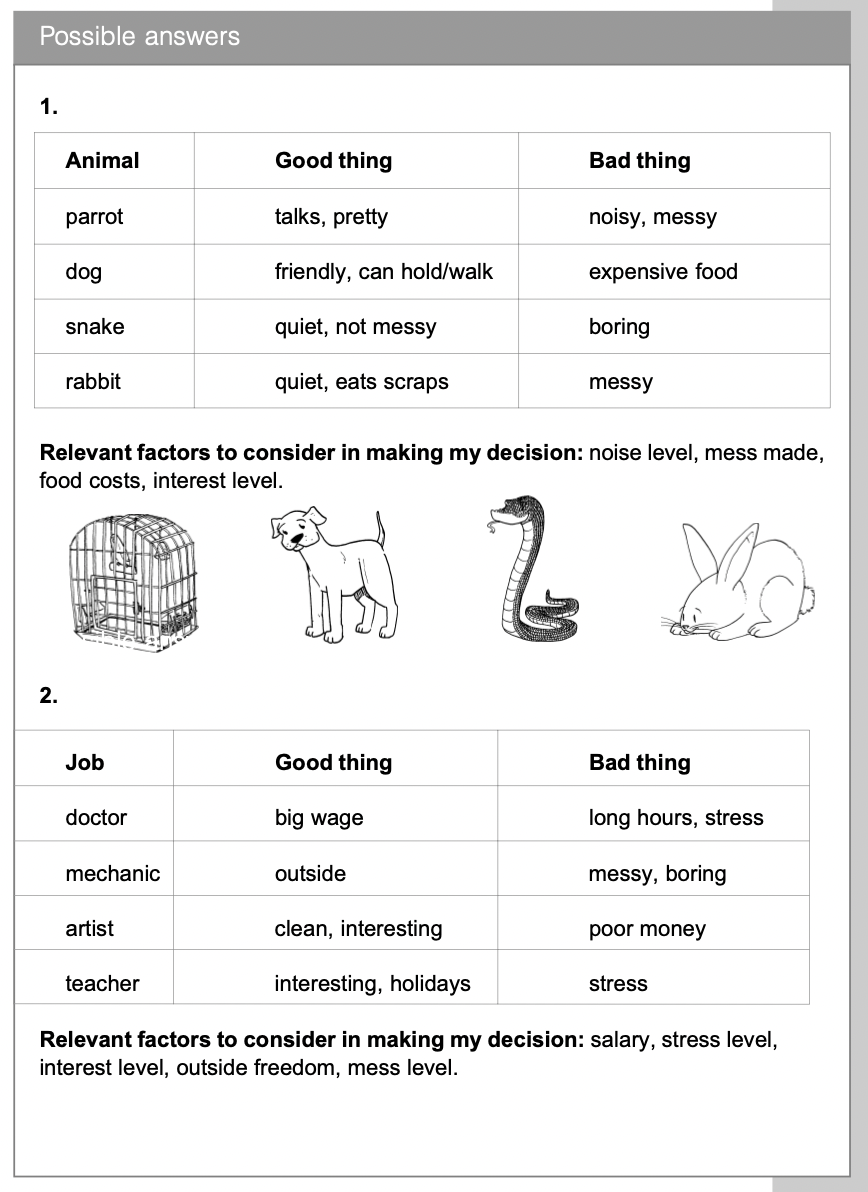 Possible answers
1.
Animal Good thing Bad thing
parrot talks, pretty noisy, messy
dog friendly, can hold/walk expensive food
snake quiet, not messy boring
rabbit quiet, eats scraps messy
Relevant factors to consider in making my decision: noise level, mess made,
food costs, interest level.
2.
Job Good thing Bad thing
doctor big wage long hours, stress
mechanic outside messy, boring
artist clean, interesting poor money
teacher interesting, holidays stress
Relevant factors to consider in making my decision: salary, stress level,
interest level, outside freedom, mess level.